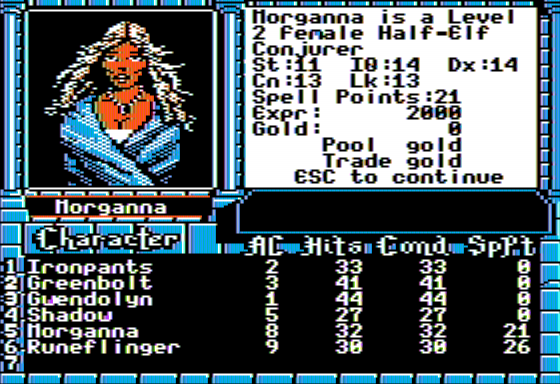 Morganna is a Level
2 Female Half-Elf
Conjurer
St:11 IQ:14 Dx:14
Cn:13 Lk:13
Spell Points:21
Expr: 2000
Gold: 0
Pool gold
Trade gold
ESC to continue
Morganna
Character AC Hits Cond SpPt
1 Ironpants 2 33 33 0
2 Greenbolt 3 41 41 0
3 Gwendolyn 1 44 44 0
4 Shadow 5 27 27 0
5 Morganna 8 32 32 21
6 Runeflinger 9 30 30 26
7